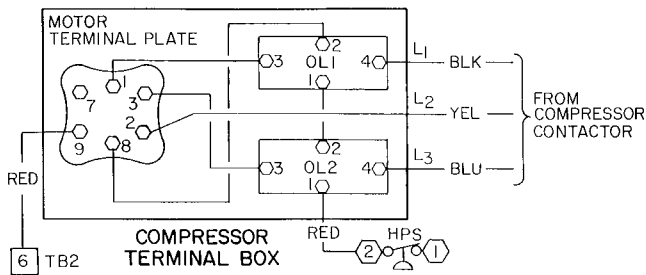 MOTOR
TERMINAL PLATE
1
7
3
2
9
8
2
3 OL1 4
1
2
3 OL2 4
1
L1 BLK
L2 YEL
L3 BLU
FROM
COMPRESSOR
CONTACTOR
RED
6 TB2
COMPRESSOR
TERMINAL BOX
RED
HPS
2 1